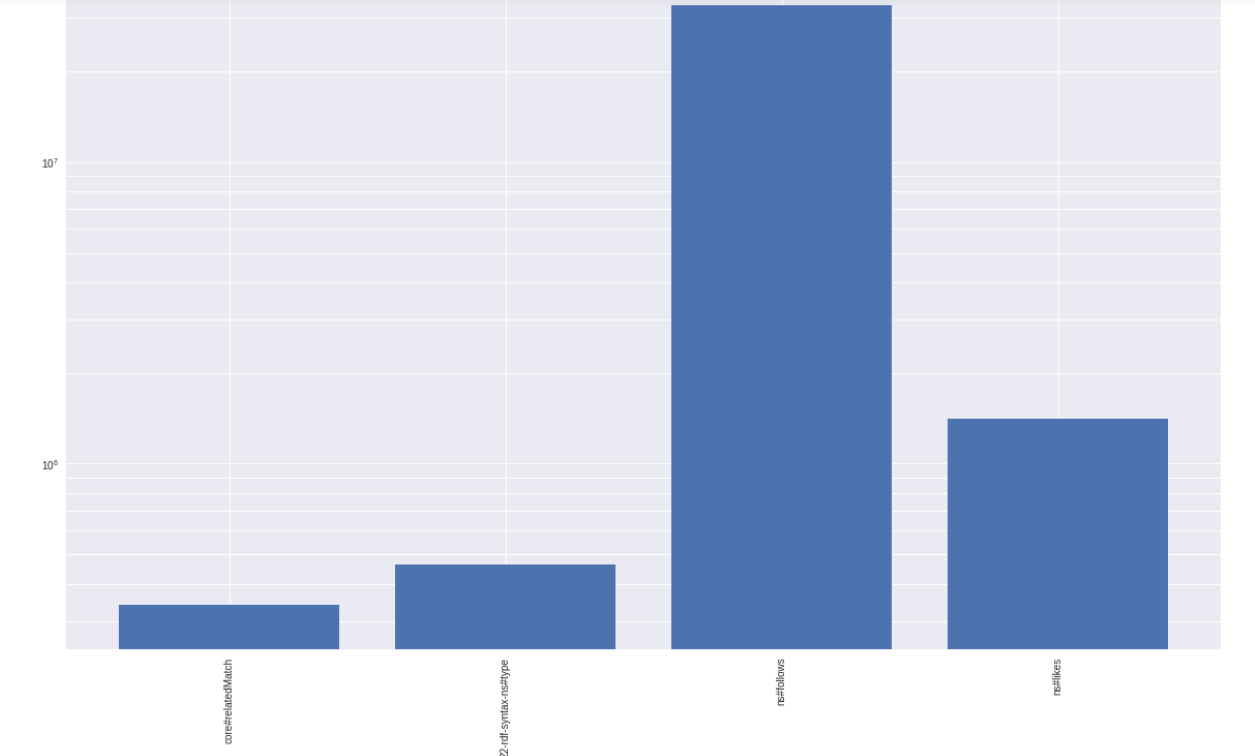 10⁷
10⁶
core#relatedMatch
22-rdf-syntax-ns#type
ns#follows
ns#likes